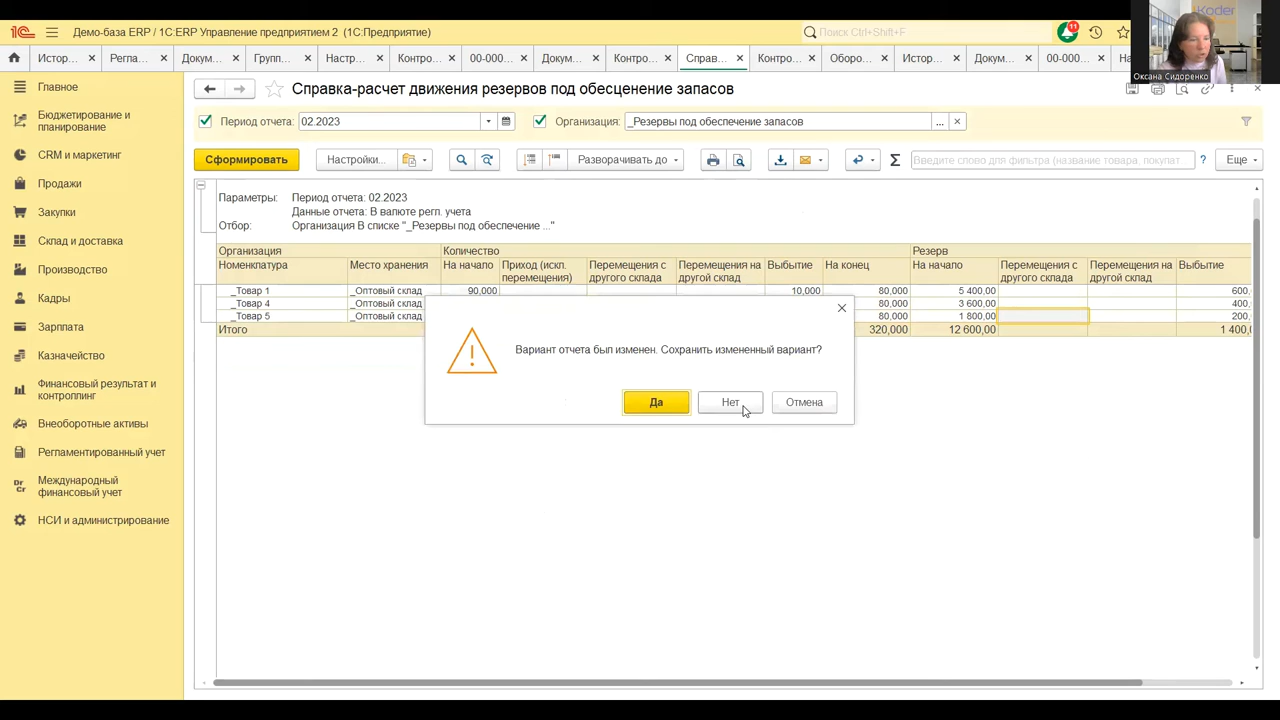 Демо-база ERP / 1С:ERP Управление предприятием 2 (1С:Предприятие)
Поиск Ctrl+Shift+F
11
Koder
Оксана Сидоренко
Истор...
Регла...
Докум...
Групп...
Настр...
Контро...
00-000...
Докум...
Контро...
Справ...
Контро...
Оборо...
Истор...
Докум...
00-000...
Главное
Бюджетирование и
планирование
CRM и маркетинг
Продажи
Закупки
Склад и доставка
Производство
Кадры
Зарплата
Казначейство
Финансовый результат и
контроллинг
Внеоборотные активы
Регламентированный учет
Международный
финансовый учет
НСИ и администрирование
Справка-расчет движения резервов под обесценение запасов
Период отчета: 02.2023
Организация: _Резервы под обеспечение запасов
Сформировать
Настройки...
Разворачивать до
Введите слово для фильтра (название товара, покупат...
?
Еще
Параметры: Период отчета: 02.2023
Данные отчета: В валюте регл. учета
Отбор: Организация В списке "_Резервы под обеспечение ..."
Организация Количество Резерв
Номенклатура Место хранения На начало Приход (искл. перемещения) Перемещения с другого склада Перемещения на другой склад Выбытие На конец На начало Перемещения с другого склада Перемещения на другой склад Выбытие
_Товар 1 _Оптовый склад 90,000 10,000 80,000 5 400,00 600,
_Товар 4 _Оптовый склад 80,000 3 600,00 400,
_Товар 5 _Оптовый склад 80,000 1 800,00 200,
Итого 320,000 12 600,00 1 400,
Вариант отчета был изменен. Сохранить измененный вариант?
Да
Нет
Отмена